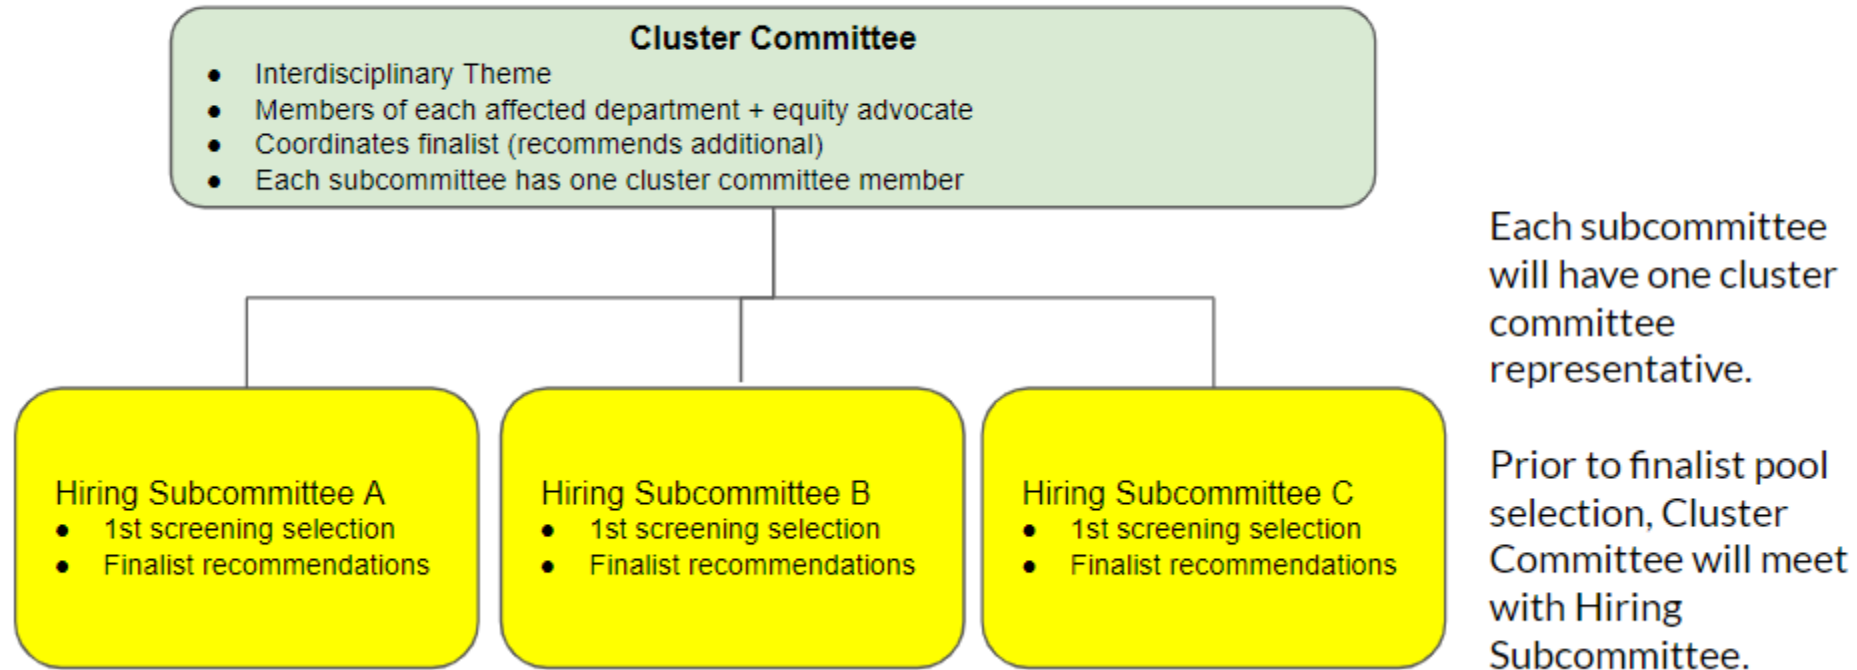 Cluster Committee
● Interdisciplinary Theme
● Members of each affected department + equity advocate
● Coordinates finalist (recommends additional)
● Each subcommittee has one cluster committee member
Hiring Subcommittee A
● 1st screening selection
● Finalist recommendations
Hiring Subcommittee B
● 1st screening selection
● Finalist recommendations
Hiring Subcommittee C
● 1st screening selection
● Finalist recommendations
Each subcommittee
will have one cluster
committee
representative.
Prior to finalist pool
selection, Cluster
Committee will meet
with Hiring
Subcommittee.